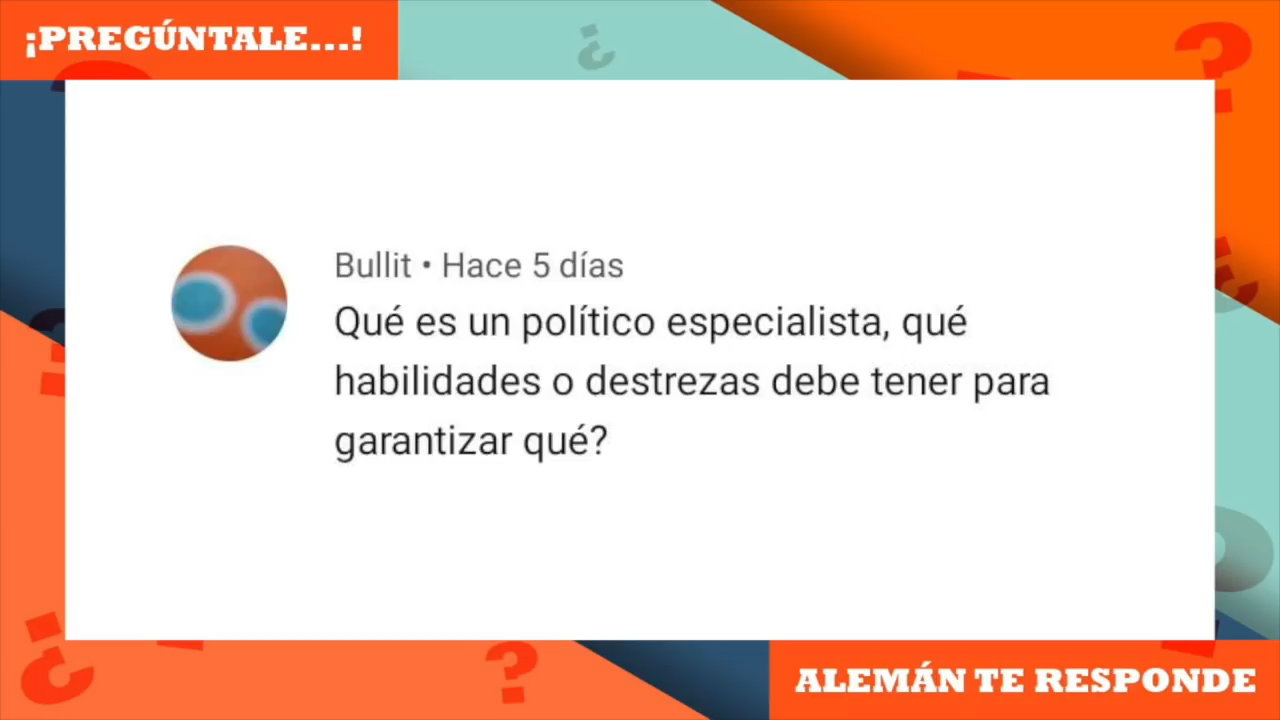 ¡PREGÚNTALE...!
Bullit • Hace 5 días
Qué es un político especialista, qué
habilidades o destrezas debe tener para
garantizar qué?
ALEMÁN TE RESPONDE